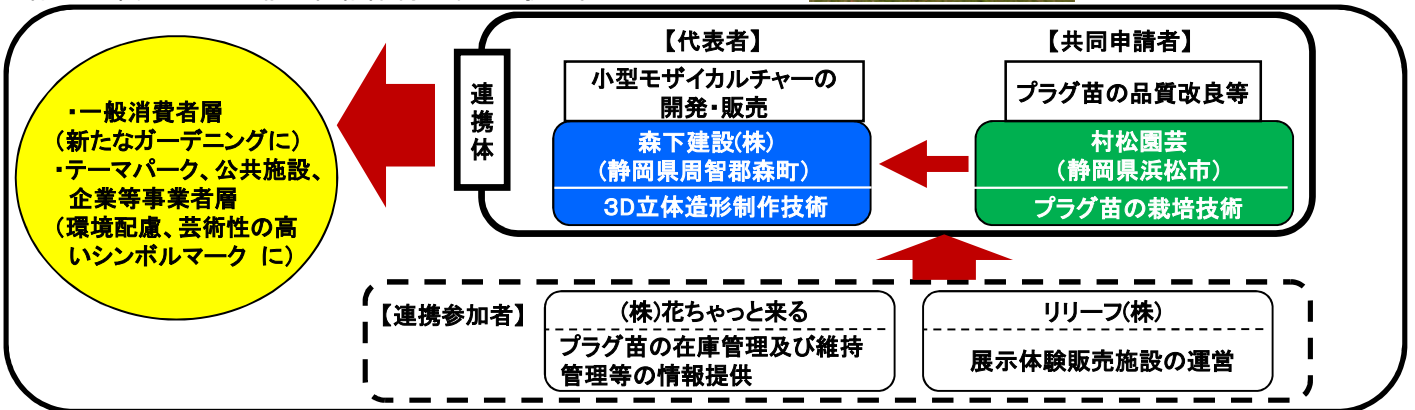 ・一般消費者層
(新たなガーデニングに)
・テーマパーク、公共施設、
企業等事業者層
(環境配慮、芸術性の高
いシンボルマーク に)
連携体
【代表者】
小型モザイカルチャーの
開発・販売
森下建設(株)
(静岡県周智郡森町)
3D立体造形制作技術
【共同申請者】
プラグ苗の品質改良等
村松園芸
(静岡県浜松市)
プラグ苗の栽培技術
【連携参加者】
(株)花ちゃっと来る
プラグ苗の在庫管理及び維持
管理等の情報提供
リリーフ(株)
展示体験販売施設の運営